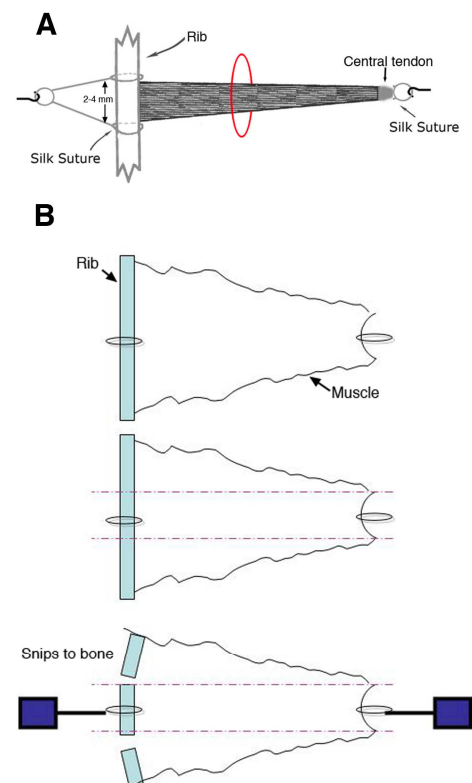 A
Rib
Central tendon
2-4 mm
Silk Suture
Silk Suture
B
Rib
Muscle
Snips to bone